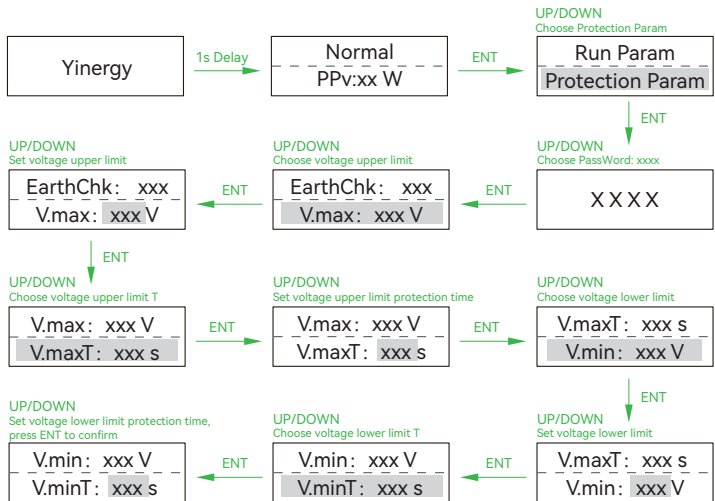 Yinergy
1s Delay
Normal
PPv:xx W
ENT
UP/DOWN
Choose Protection Param
Run Param
Protection Param
ENT
UP/DOWN
Choose PassWord: xxxx
X X X X
ENT
UP/DOWN
Choose voltage upper limit
EarthChk: xxx
V.max: xxx V
ENT
UP/DOWN
Set voltage upper limit
EarthChk: xxx
V.max: xxx V
ENT
UP/DOWN
Choose voltage upper limit T
V.max: xxx V
V.maxT: xxx s
ENT
UP/DOWN
Set voltage upper limit protection time
V.max: xxx V
V.maxT: xxx s
ENT
UP/DOWN
Choose voltage lower limit
V.maxT: xxx s
V.min: xxx V
ENT
UP/DOWN
Set voltage lower limit
V.maxT: xxx s
V.min: xxx V
ENT
UP/DOWN
Choose voltage lower limit T
V.min: xxx V
V.minT: xxx s
ENT
UP/DOWN
Set voltage lower limit protection time,
press ENT to confirm
V.min: xxx V
V.minT: xxx s